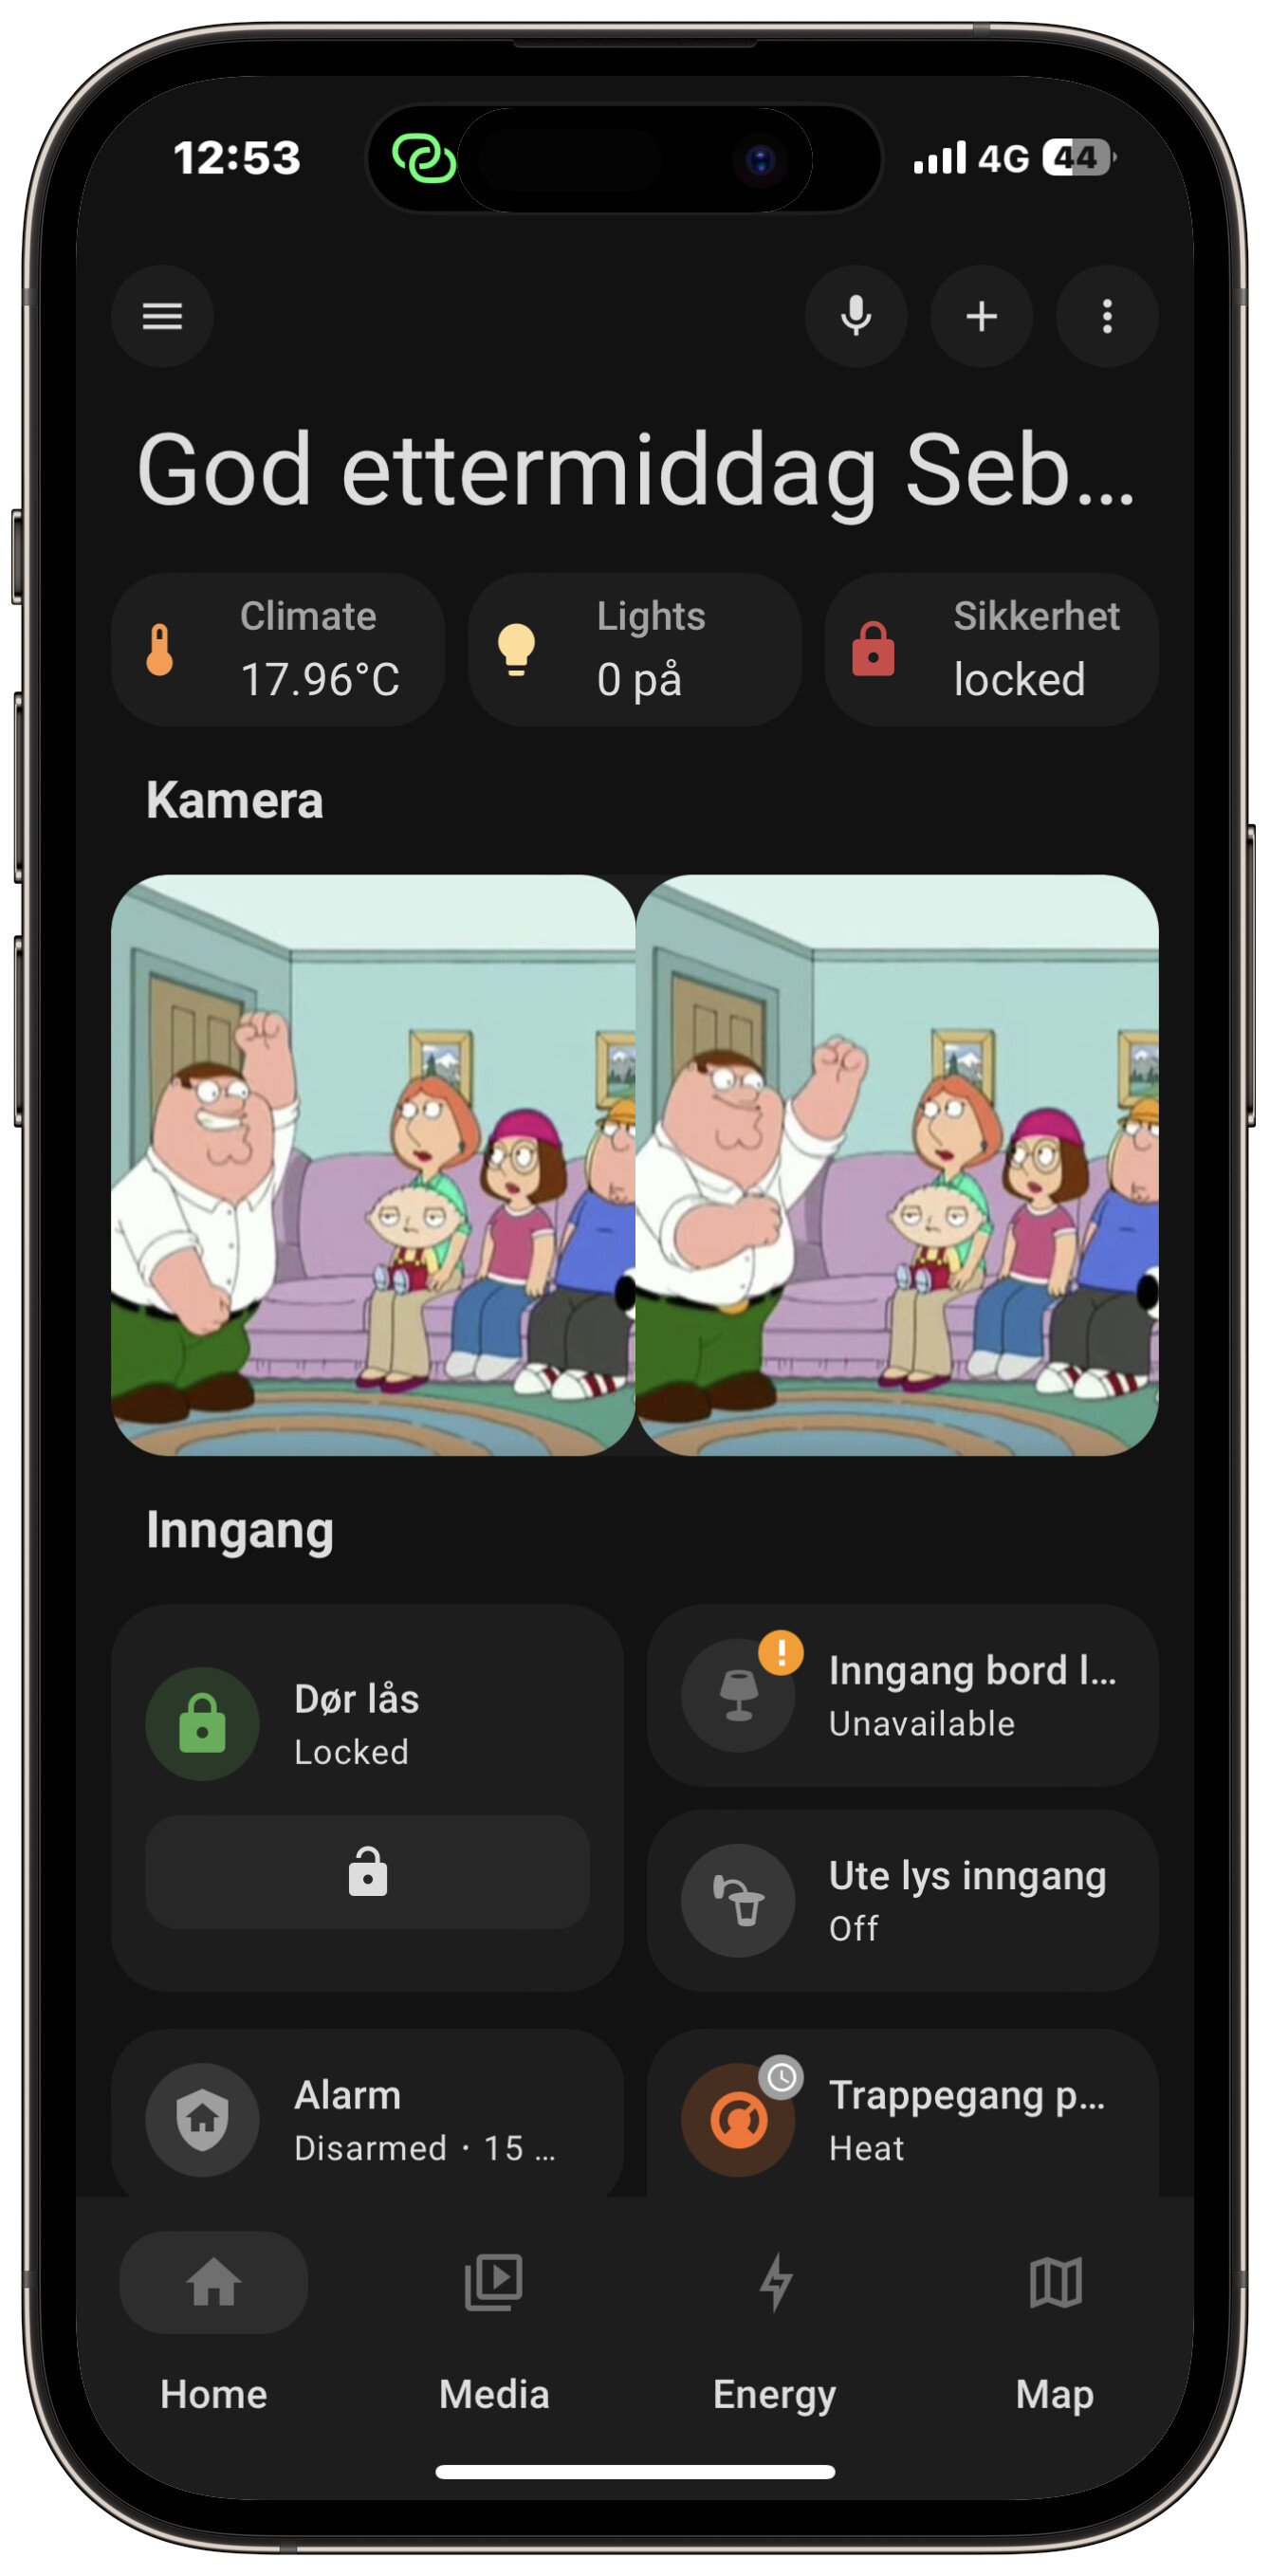 12:53
4G 44
God ettermiddag Seb...
Climate
17.96°C
Lights
0 på
Sikkerhet
locked
Kamera
Inngang
Dør lås
Locked
Inngang bord l...
Unavailable
Ute lys inngang
Off
Alarm
Disarmed · 15 ...
Trappegang p...
Heat
Home
Media
Energy
Map